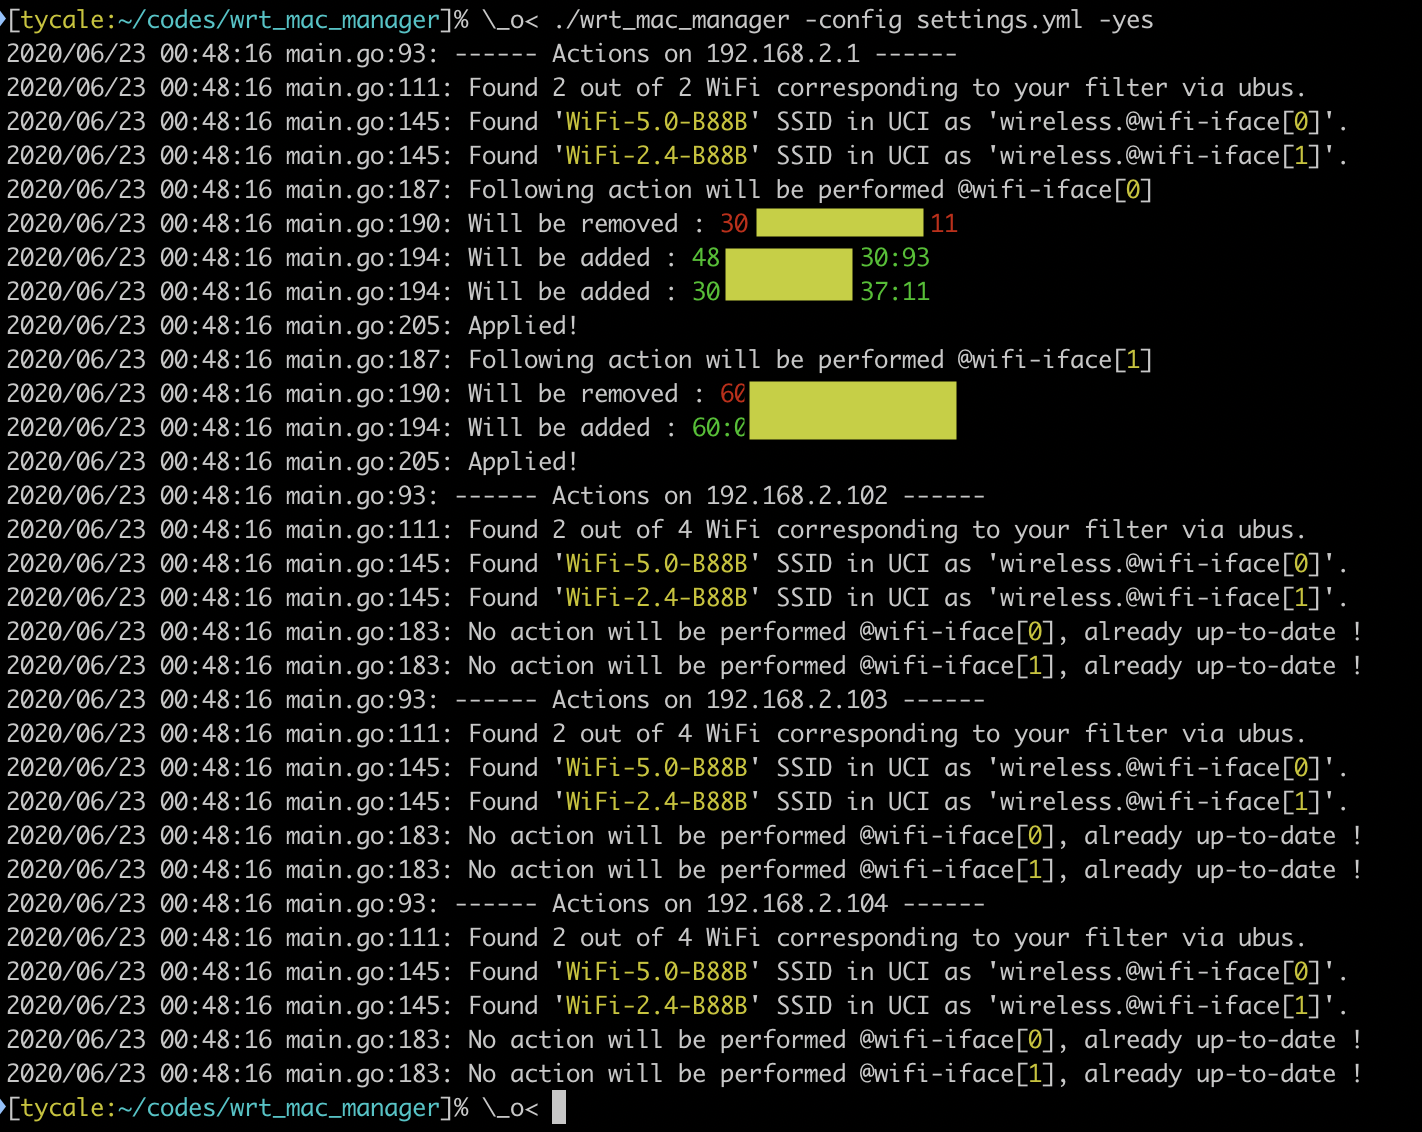 [tycale:~/codes/wrt_mac_manager]% \_o< ./wrt_mac_manager -config settings.yml -yes
2020/06/23 00:48:16 main.go:93: ------ Actions on 192.168.2.1 ------
2020/06/23 00:48:16 main.go:111: Found 2 out of 2 WiFi corresponding to your filter via ubus.
2020/06/23 00:48:16 main.go:145: Found 'WiFi-5.0-B88B' SSID in UCI as 'wireless.@wifi-iface[0]'.
2020/06/23 00:48:16 main.go:145: Found 'WiFi-2.4-B88B' SSID in UCI as 'wireless.@wifi-iface[1]'.
2020/06/23 00:48:16 main.go:187: Following action will be performed @wifi-iface[0]
2020/06/23 00:48:16 main.go:190: Will be removed : 30 11
2020/06/23 00:48:16 main.go:194: Will be added : 48 30:93
2020/06/23 00:48:16 main.go:194: Will be added : 30 37:11
2020/06/23 00:48:16 main.go:205: Applied!
2020/06/23 00:48:16 main.go:187: Following action will be performed @wifi-iface[1]
2020/06/23 00:48:16 main.go:190: Will be removed : 60
2020/06/23 00:48:16 main.go:194: Will be added : 60:0
2020/06/23 00:48:16 main.go:205: Applied!
2020/06/23 00:48:16 main.go:93: ------ Actions on 192.168.2.102 ------
2020/06/23 00:48:16 main.go:111: Found 2 out of 4 WiFi corresponding to your filter via ubus.
2020/06/23 00:48:16 main.go:145: Found 'WiFi-5.0-B88B' SSID in UCI as 'wireless.@wifi-iface[0]'.
2020/06/23 00:48:16 main.go:145: Found 'WiFi-2.4-B88B' SSID in UCI as 'wireless.@wifi-iface[1]'.
2020/06/23 00:48:16 main.go:183: No action will be performed @wifi-iface[0], already up-to-date !
2020/06/23 00:48:16 main.go:183: No action will be performed @wifi-iface[1], already up-to-date !
2020/06/23 00:48:16 main.go:93: ------ Actions on 192.168.2.103 ------
2020/06/23 00:48:16 main.go:111: Found 2 out of 4 WiFi corresponding to your filter via ubus.
2020/06/23 00:48:16 main.go:145: Found 'WiFi-5.0-B88B' SSID in UCI as 'wireless.@wifi-iface[0]'.
2020/06/23 00:48:16 main.go:145: Found 'WiFi-2.4-B88B' SSID in UCI as 'wireless.@wifi-iface[1]'.
2020/06/23 00:48:16 main.go:183: No action will be performed @wifi-iface[0], already up-to-date !
2020/06/23 00:48:16 main.go:183: No action will be performed @wifi-iface[1], already up-to-date !
2020/06/23 00:48:16 main.go:93: ------ Actions on 192.168.2.104 ------
2020/06/23 00:48:16 main.go:111: Found 2 out of 4 WiFi corresponding to your filter via ubus.
2020/06/23 00:48:16 main.go:145: Found 'WiFi-5.0-B88B' SSID in UCI as 'wireless.@wifi-iface[0]'.
2020/06/23 00:48:16 main.go:145: Found 'WiFi-2.4-B88B' SSID in UCI as 'wireless.@wifi-iface[1]'.
2020/06/23 00:48:16 main.go:183: No action will be performed @wifi-iface[0], already up-to-date !
2020/06/23 00:48:16 main.go:183: No action will be performed @wifi-iface[1], already up-to-date !
[tycale:~/codes/wrt_mac_manager]% \_o<